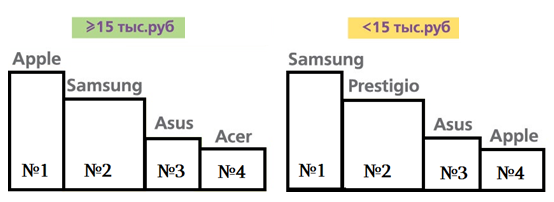 ≥15 тыс.руб
Apple
Samsung
Asus
Acer
№1
№2
№3
№4
<15 тыс.руб
Samsung
Prestigio
Asus
Apple
№1
№2
№3
№4